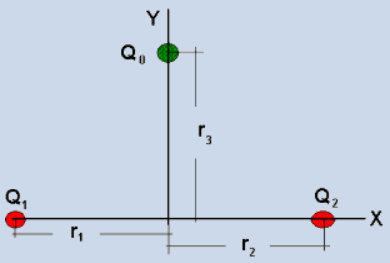 Y
Q₀
r₃
Q₁
Q₂
X
r₁
r₂